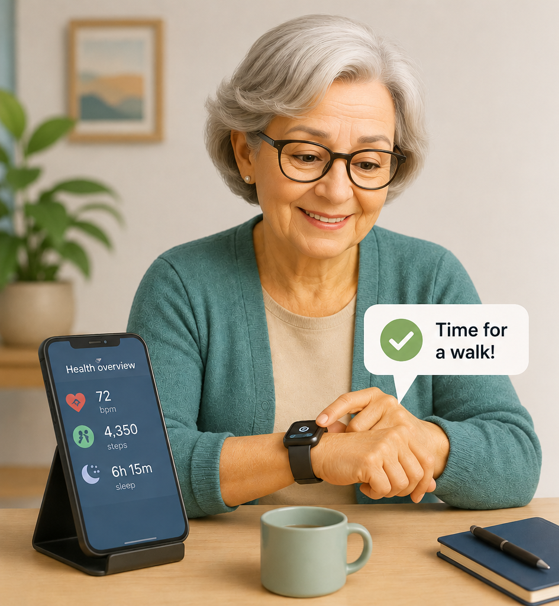 Health overview
72
bpm
4,350
steps
6h 15m
sleep
Time for
a walk!